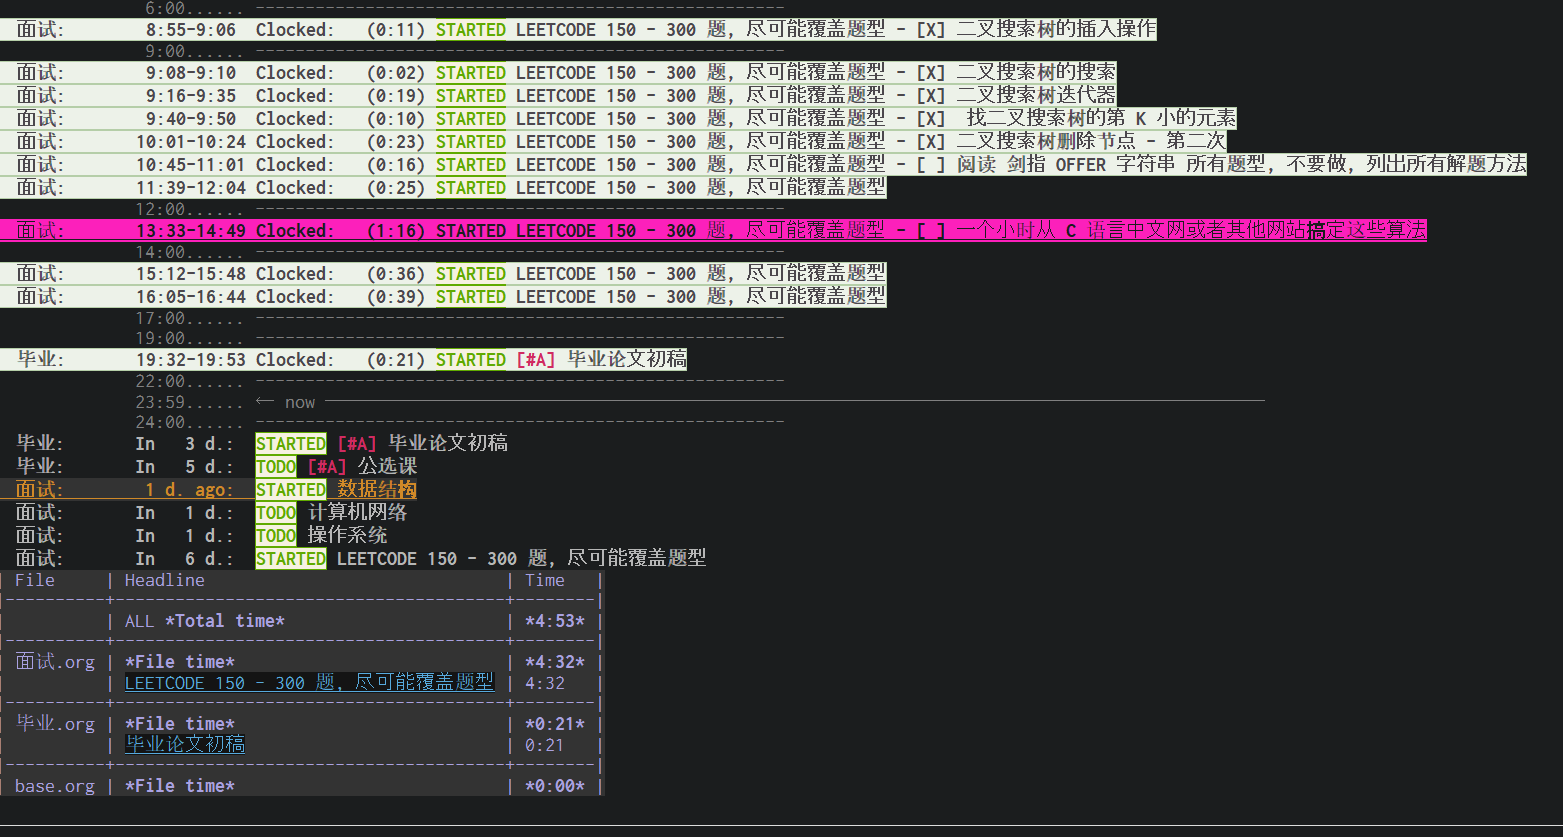 6:00...... -----------------------------------------------------
面试: 8:55-9:06 Clocked: (0:11) STARTED LEETCODE 150 - 300 题, 尽可能覆盖题型 - [X] 二叉搜索树的插入操作
9:00...... -----------------------------------------------------
面试: 9:08-9:10 Clocked: (0:02) STARTED LEETCODE 150 - 300 题, 尽可能覆盖题型 - [X] 二叉搜索树的搜索
面试: 9:16-9:35 Clocked: (0:19) STARTED LEETCODE 150 - 300 题, 尽可能覆盖题型 - [X] 二叉搜索树迭代器
面试: 9:40-9:50 Clocked: (0:10) STARTED LEETCODE 150 - 300 题, 尽可能覆盖题型 - [X] 找二叉搜索树的第 K 小的元素
面试: 10:01-10:24 Clocked: (0:23) STARTED LEETCODE 150 - 300 题, 尽可能覆盖题型 - [X] 二叉搜索树删除节点 - 第二次
面试: 10:45-11:01 Clocked: (0:16) STARTED LEETCODE 150 - 300 题, 尽可能覆盖题型 - [ ] 阅读 剑指 OFFER 字符串 所有题型, 不要做, 列出所有解题方法
面试: 11:39-12:04 Clocked: (0:25) STARTED LEETCODE 150 - 300 题, 尽可能覆盖题型
12:00...... -----------------------------------------------------
面试: 13:33-14:49 Clocked: (1:16) STARTED LEETCODE 150 - 300 题, 尽可能覆盖题型 - [ ] 一个小时从 C 语言中文网或者其他网站搞定这些算法
14:00...... -----------------------------------------------------
面试: 15:12-15:48 Clocked: (0:36) STARTED LEETCODE 150 - 300 题, 尽可能覆盖题型
面试: 16:05-16:44 Clocked: (0:39) STARTED LEETCODE 150 - 300 题, 尽可能覆盖题型
17:00...... -----------------------------------------------------
19:00...... -----------------------------------------------------
毕业: 19:32-19:53 Clocked: (0:21) STARTED [#A] 毕业论文初稿
22:00...... -----------------------------------------------------
23:59...... ← now ───────────────────────────────────────────────
24:00...... -----------------------------------------------------
毕业: In 3 d.: STARTED [#A] 毕业论文初稿
毕业: In 5 d.: TODO [#A] 公选课
面试: 1 d. ago: STARTED 数据结构
面试: In 1 d.: TODO 计算机网络
面试: In 1 d.: TODO 操作系统
面试: In 6 d.: STARTED LEETCODE 150 - 300 题, 尽可能覆盖题型
| File | Headline | Time |
|----------+---------------------------------------+--------|
| | ALL *Total time* | *4:53* |
|----------+---------------------------------------+--------|
| 面试.org | *File time* | *4:32* |
| | LEETCODE 150 - 300 题, 尽可能覆盖题型 | 4:32 |
|----------+---------------------------------------+--------|
| 毕业.org | *File time* | *0:21* |
| | 毕业论文初稿 | 0:21 |
|----------+---------------------------------------+--------|
| base.org | *File time* | *0:00* |